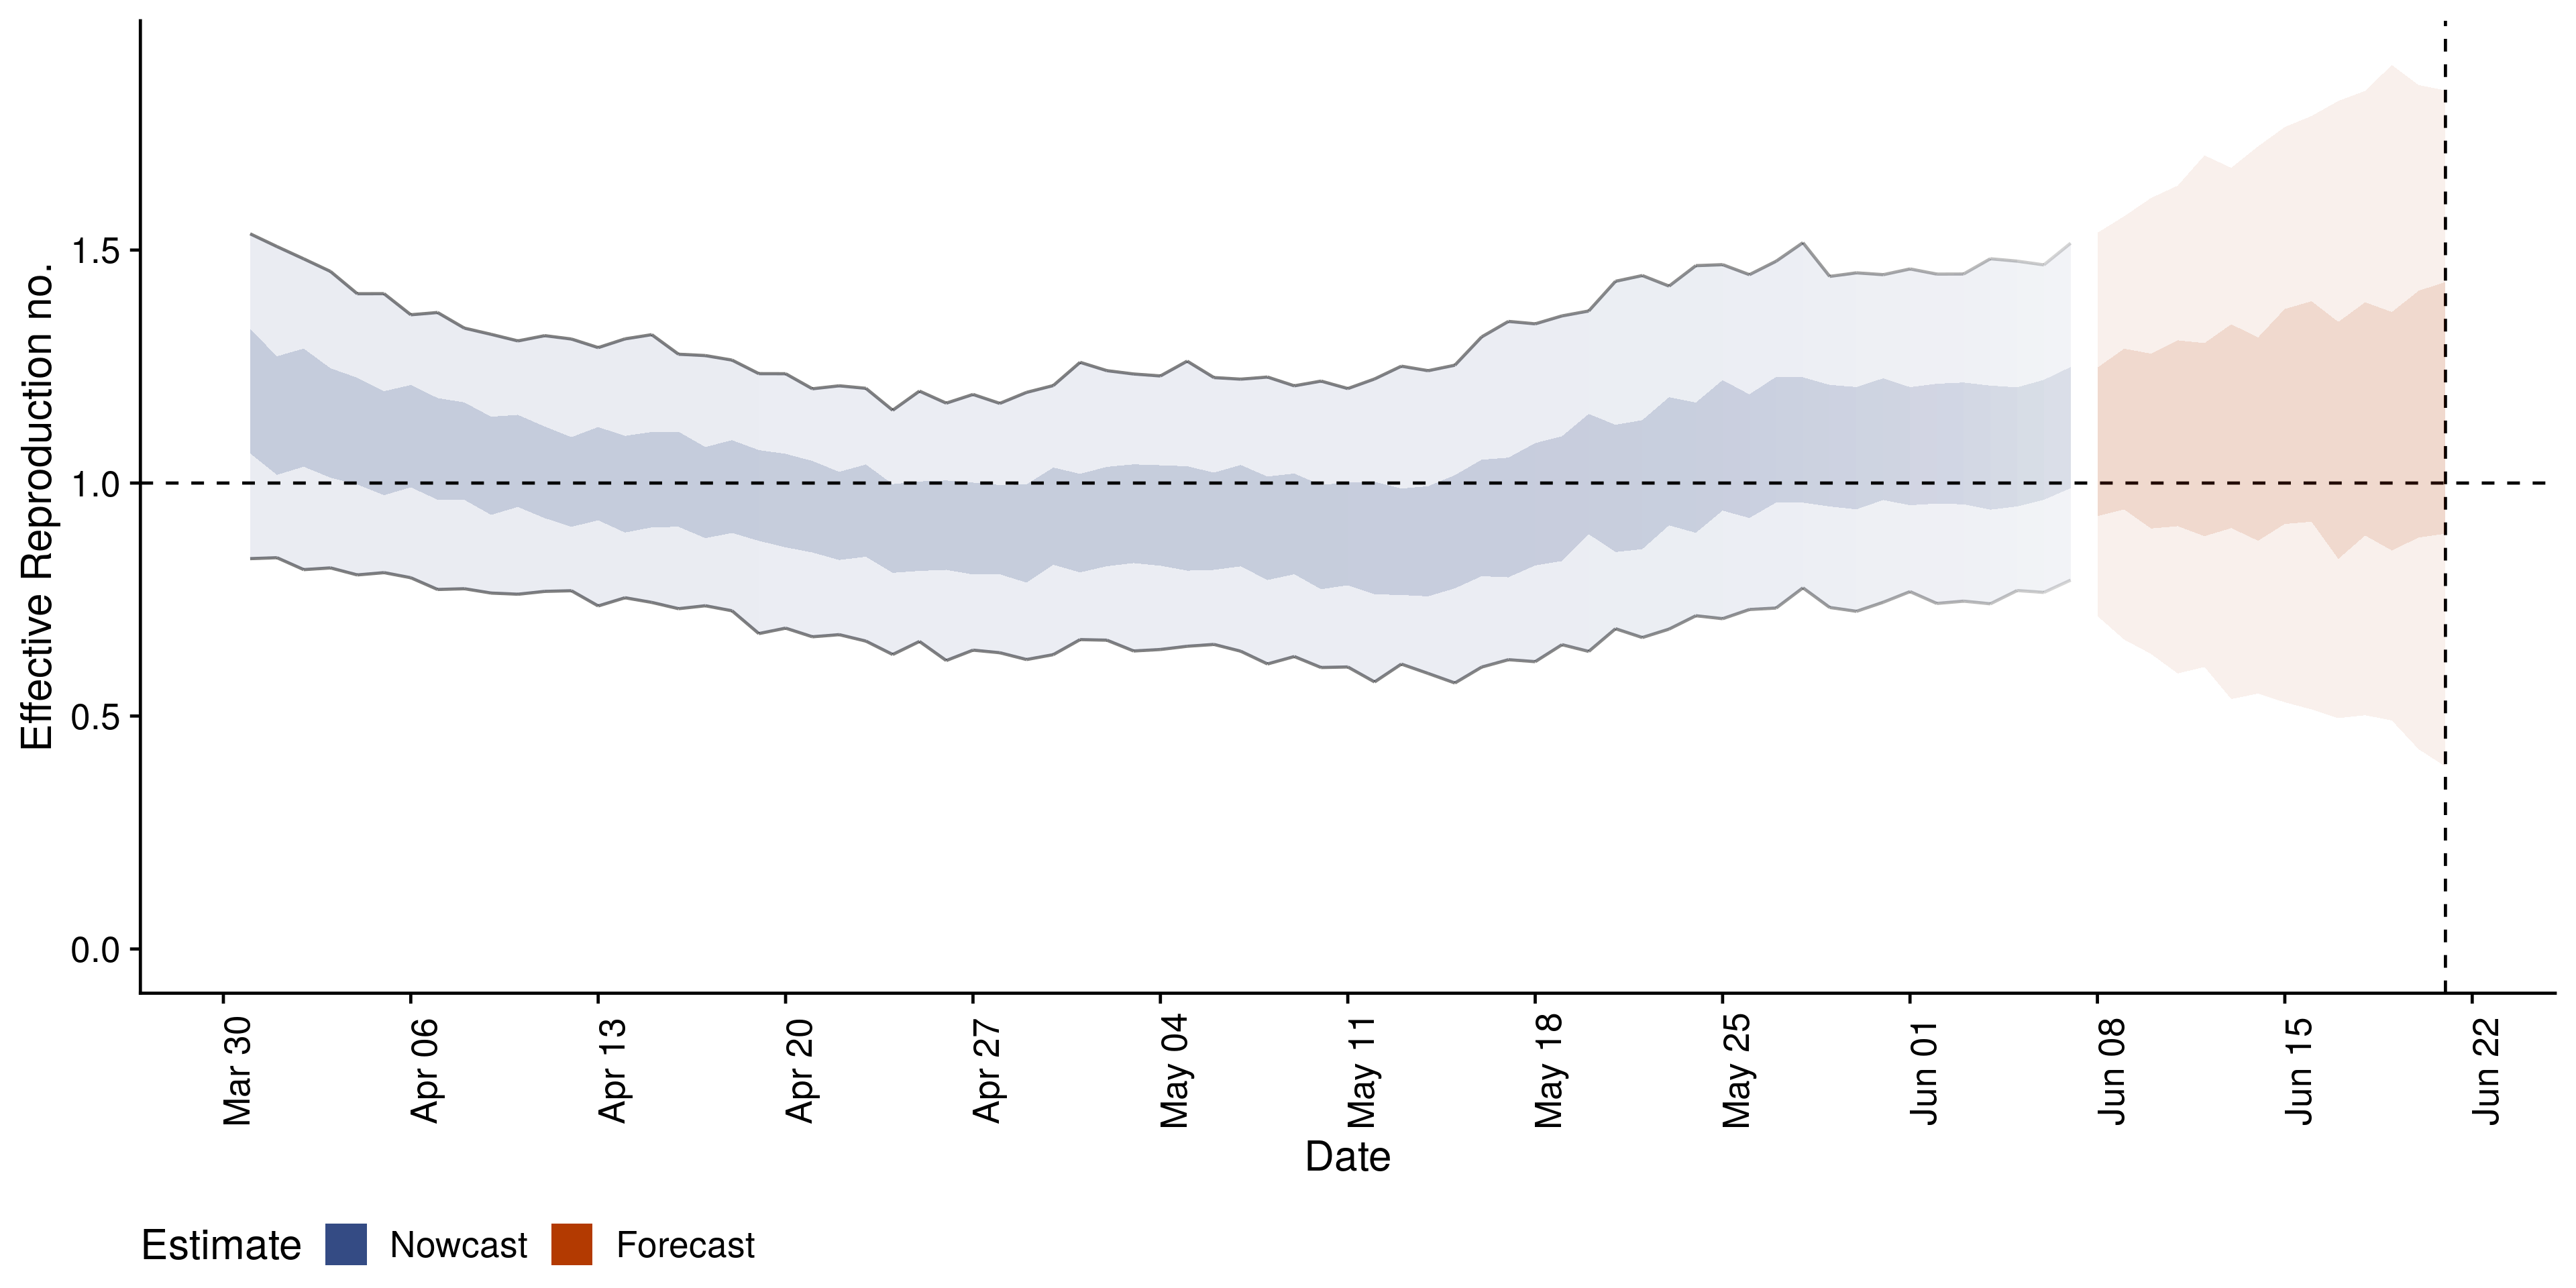 Effective Reproduction no.
1.5
1.0
0.5
0.0
Mar 30
Apr 06
Apr 13
Apr 20
Apr 27
May 04
May 11
May 18
May 25
Jun 01
Jun 08
Jun 15
Jun 22
Date
Estimate Nowcast Forecast